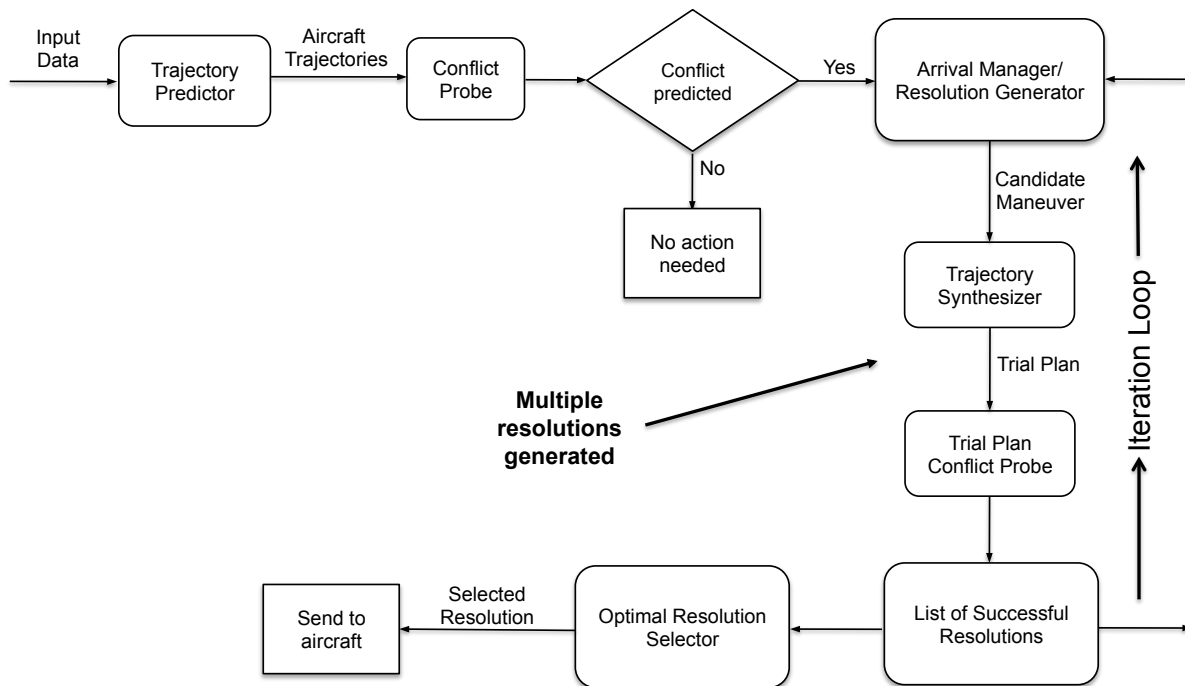 Input
Data
Trajectory
Predictor
Aircraft
Trajectories
Conflict
Probe
Conflict
predicted
Yes
Arrival Manager/
Resolution Generator
No
No action
needed
Candidate
Maneuver
Trajectory
Synthesizer
Trial Plan
Multiple
resolutions
generated
Trial Plan
Conflict Probe
Iteration Loop
List of Successful
Resolutions
Optimal Resolution
Selector
Selected
Resolution
Send to
aircraft